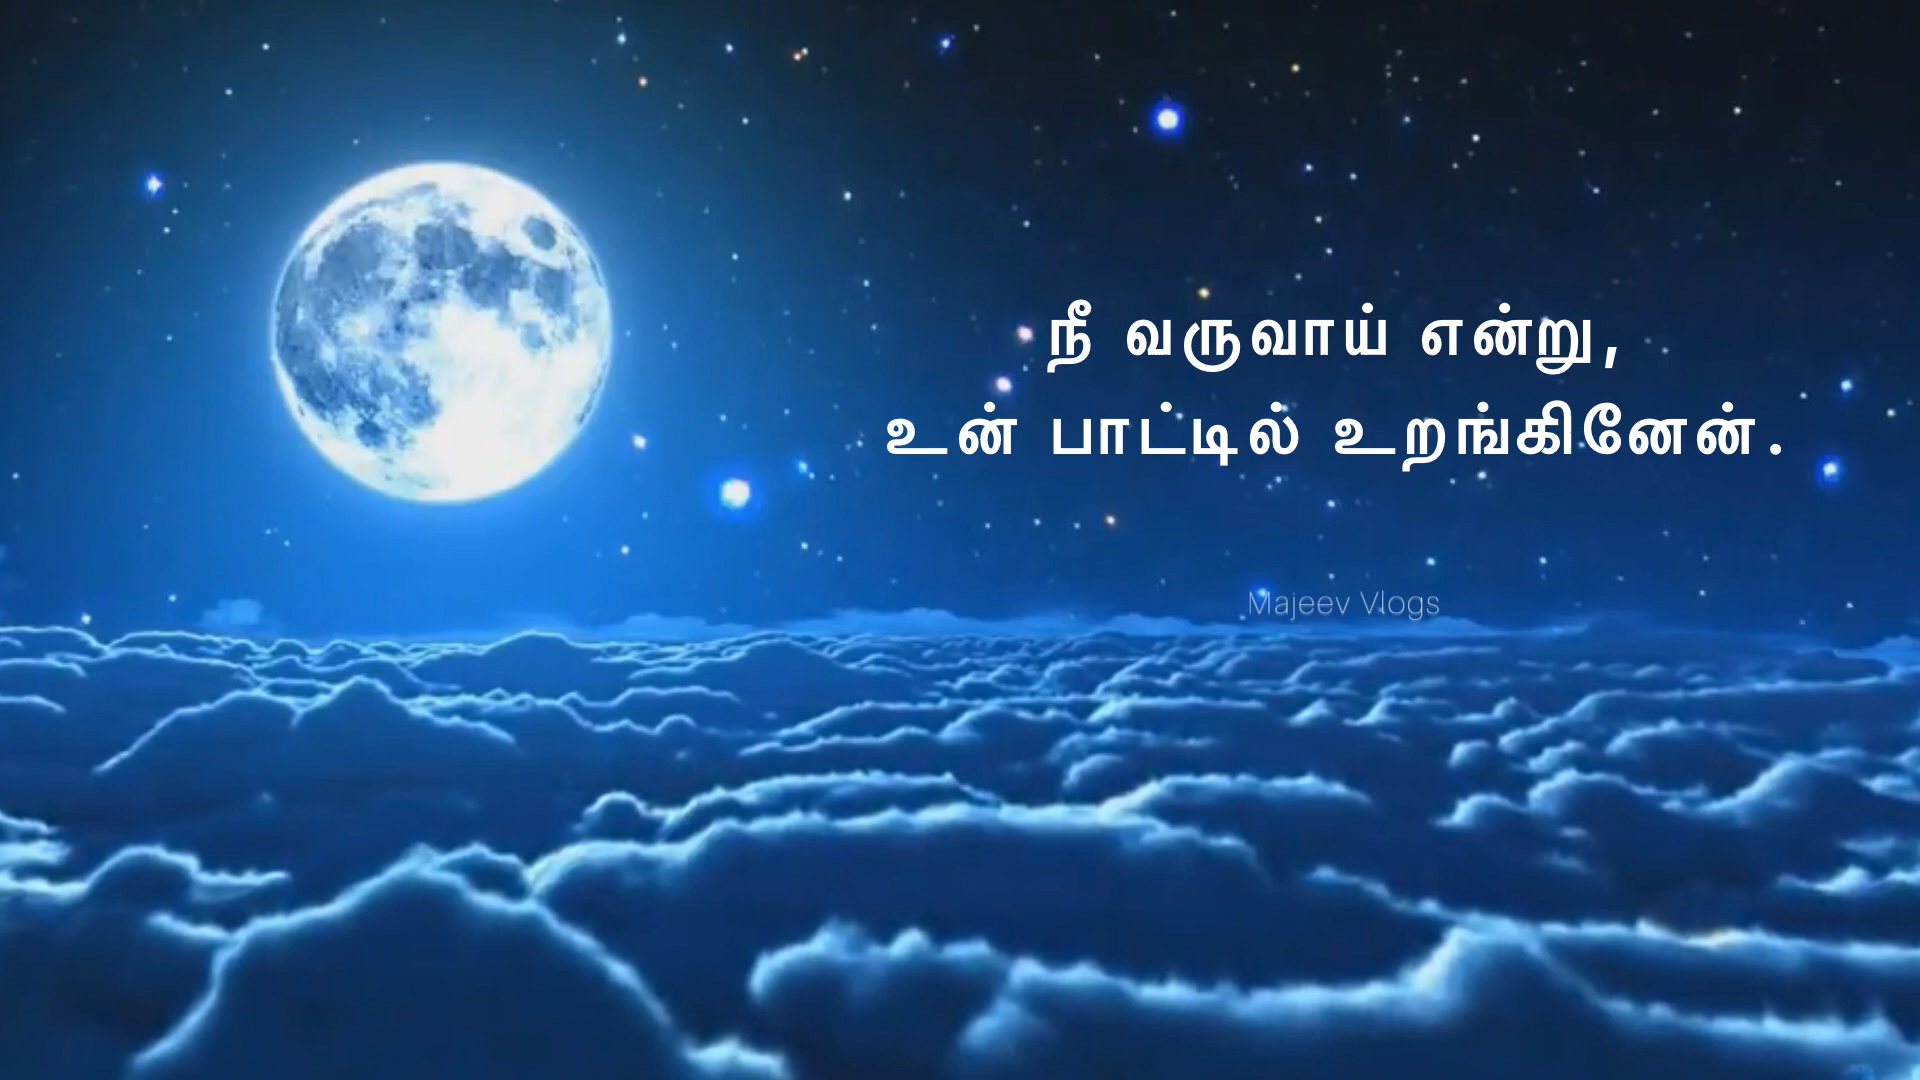 நீ வருவாய் என்று,
உன் பாட்டில் உறங்கினேன்.
Majeev Vlogs